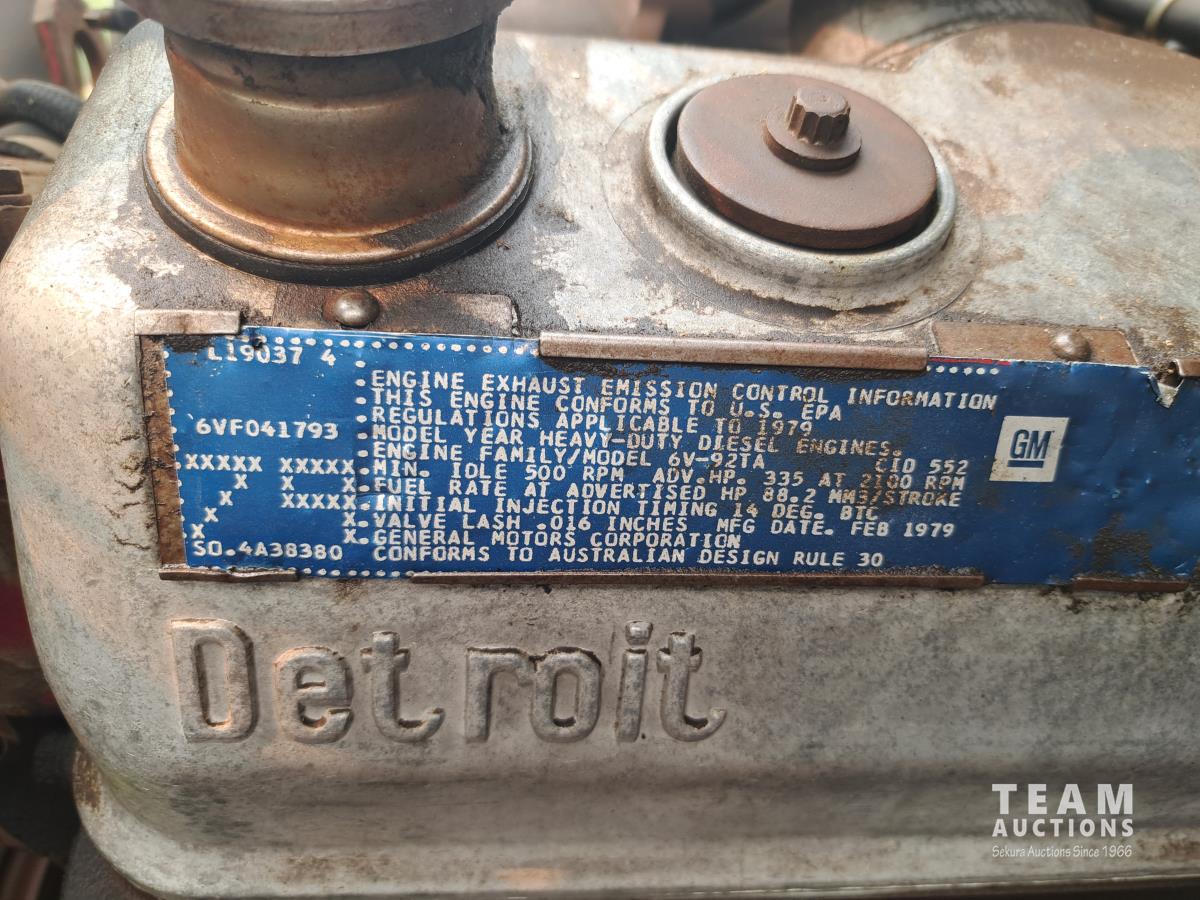 L19037 4
6VF041793
XXXXX XXXXX
X X X
X XXXXX
X
X X
SO.4A38380
ENGINE EXHAUST EMISSION CONTROL INFORMATION
THIS ENGINE CONFORMS TO U.S. EPA
REGULATIONS APPLICABLE TO 1979
MODEL YEAR HEAVY-DUTY DIESEL ENGINES.
ENGINE FAMILY/MODEL 6V-92TA CID 552
MIN. IDLE 500 RPM ADV.HP. 335 AT 2100 RPM
FUEL RATE AT ADVERTISED HP 88.2 MM3/STROKE
INITIAL INJECTION TIMING 14 DEG. BTC
VALVE LASH .016 INCHES MFG DATE. FEB 1979
GENERAL MOTORS CORPORATION
CONFORMS TO AUSTRALIAN DESIGN RULE 30
GM
Detroit
TEAM
AUCTIONS
Sekura Auctions Since 1966